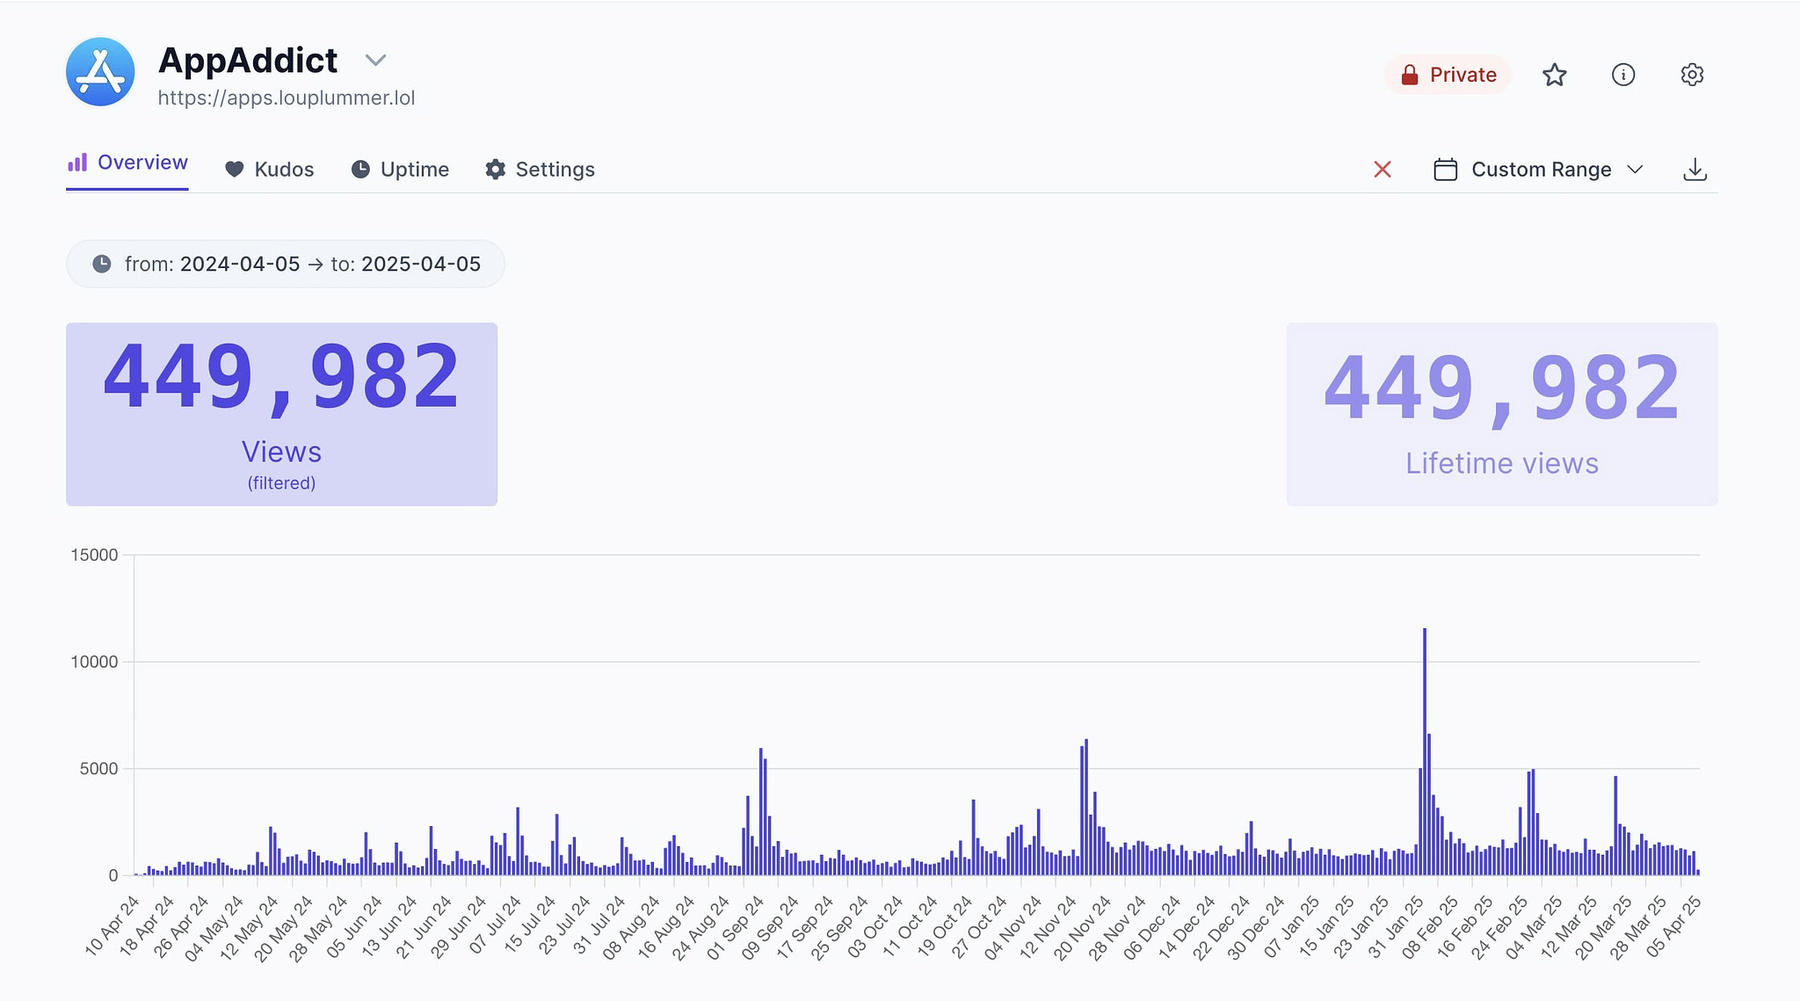 AppAddict
https://apps.louplummer.lol
Private
Overview
Kudos
Uptime
Settings
Custom Range
from: 2024-04-05 → to: 2025-04-05
449,982
Views
(filtered)
449,982
Lifetime views
15000
10000
5000
0
10 Apr 24
18 Apr 24
26 Apr 24
04 May 24
12 May 24
20 May 24
28 May 24
05 Jun 24
13 Jun 24
21 Jun 24
29 Jun 24
07 Jul 24
15 Jul 24
23 Jul 24
31 Jul 24
08 Aug 24
16 Aug 24
24 Aug 24
01 Sep 24
09 Sep 24
17 Sep 24
25 Sep 24
03 Oct 24
11 Oct 24
19 Oct 24
27 Oct 24
04 Nov 24
12 Nov 24
20 Nov 24
28 Nov 24
06 Dec 24
14 Dec 24
22 Dec 24
30 Dec 24
07 Jan 25
15 Jan 25
23 Jan 25
31 Jan 25
08 Feb 25
16 Feb 25
24 Feb 25
04 Mar 25
12 Mar 25
20 Mar 25
28 Mar 25
05 Apr 25